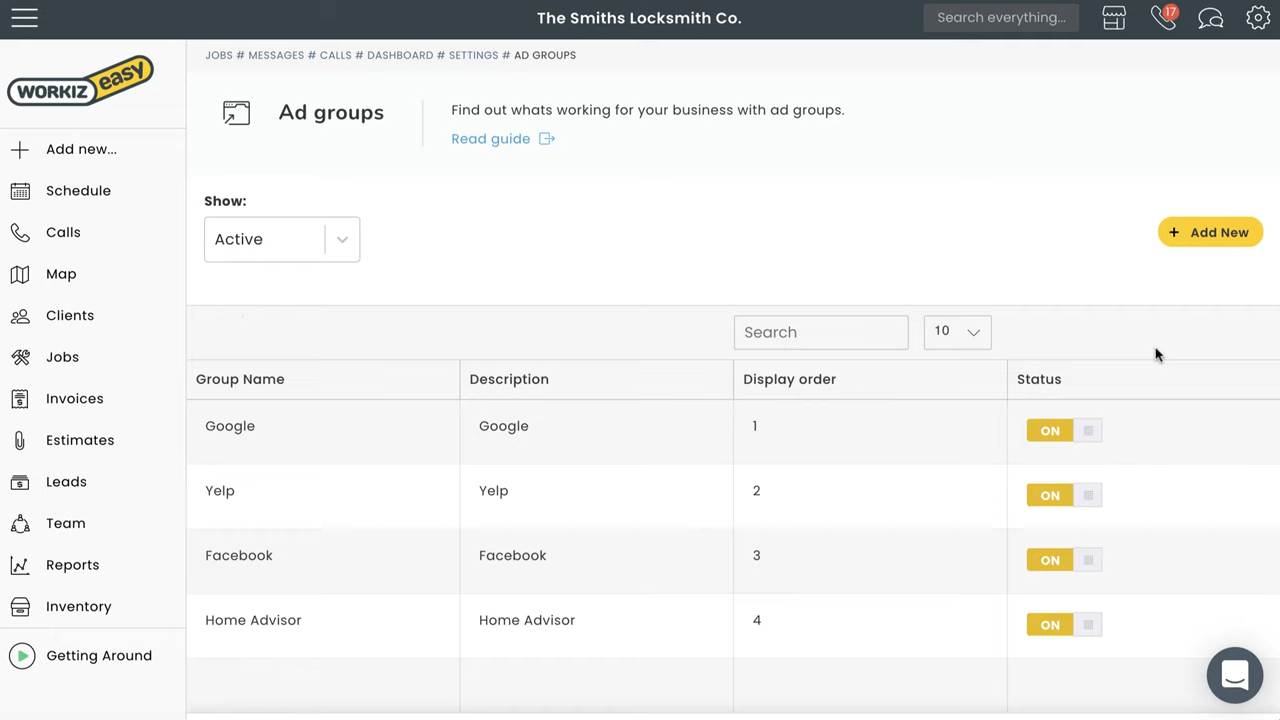 The Smiths Locksmith Co.
Search everything...
17
WORKIZ easy
Add new...
Schedule
Calls
Map
Clients
Jobs
Invoices
Estimates
Leads
Team
Reports
Inventory
Getting Around
JOBS # MESSAGES # CALLS # DASHBOARD # SETTINGS # AD GROUPS
Ad groups
Find out whats working for your business with ad groups.
Read guide
Show:
Active
+ Add New
Search
10
Group Name Description Display order Status
Google Google 1 ON
Yelp Yelp 2 ON
Facebook Facebook 3 ON
Home Advisor Home Advisor 4 ON